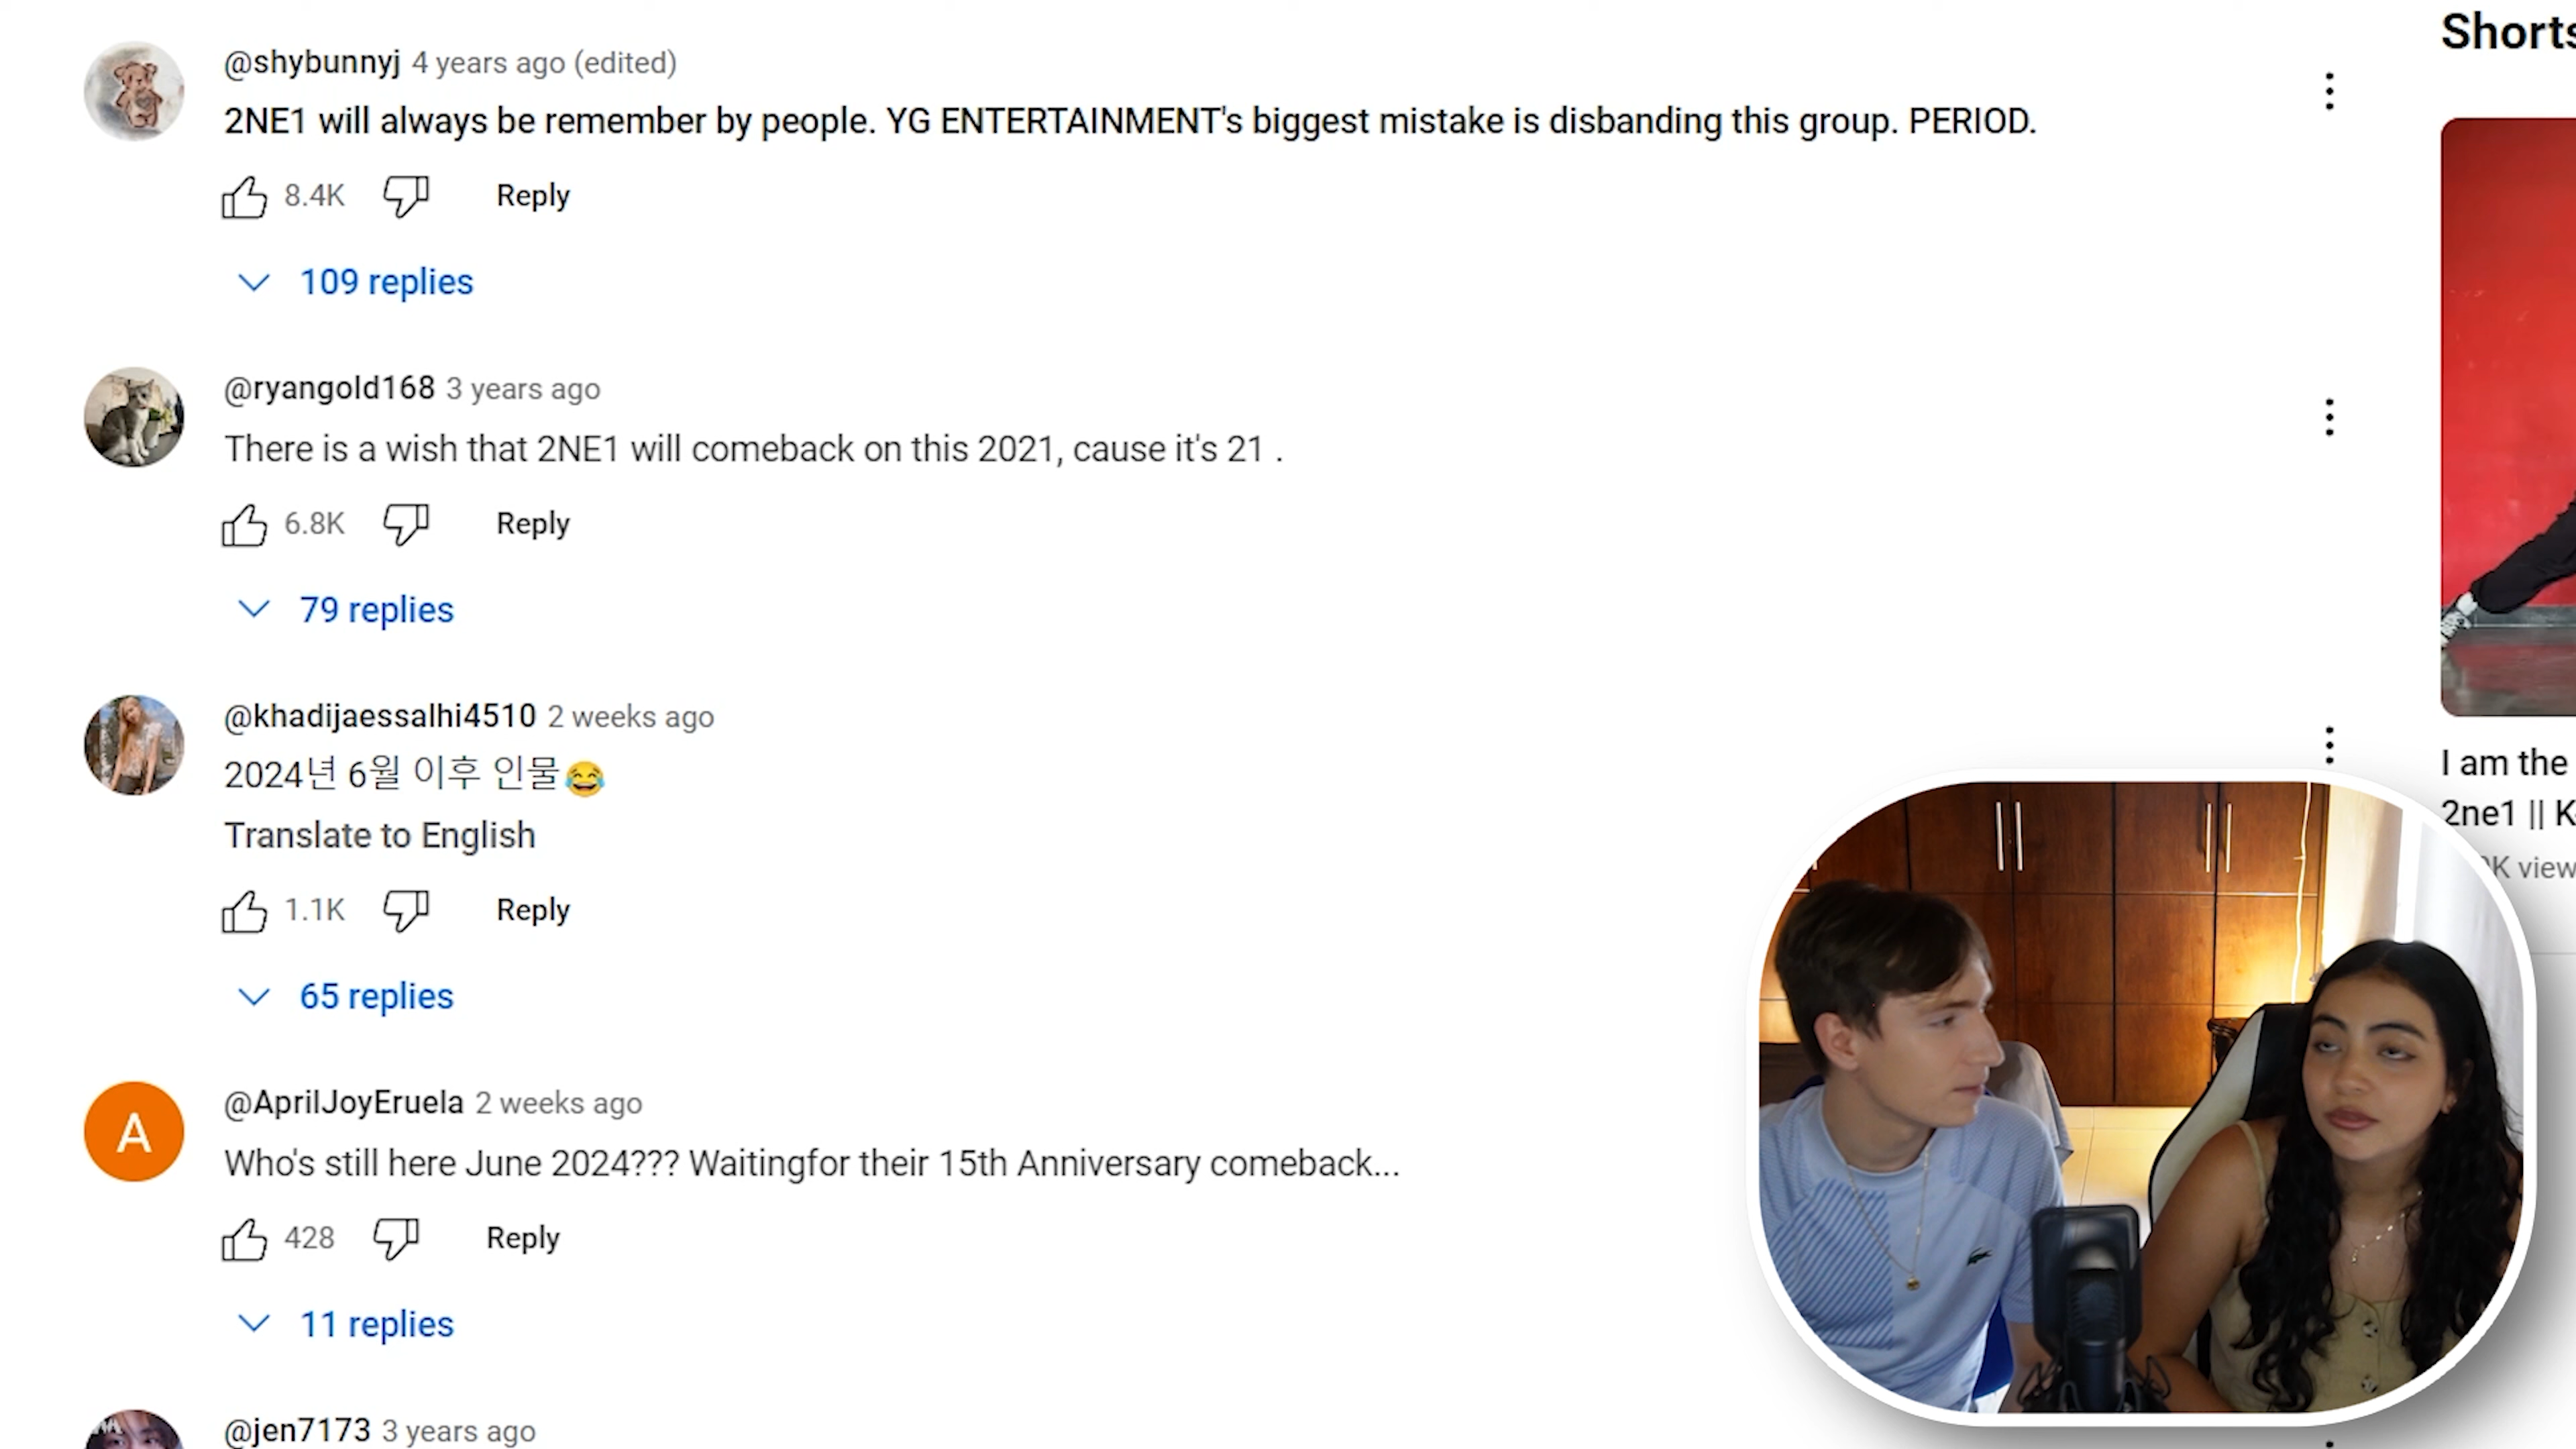 @shybunnyj 4 years ago (edited)
2NE1 will always be remember by people. YG ENTERTAINMENT's biggest mistake is disbanding this group. PERIOD.
8.4K Reply
109 replies
@ryangold168 3 years ago
There is a wish that 2NE1 will comeback on this 2021, cause it's 21 .
6.8K Reply
79 replies
@khadijaessalhi4510 2 weeks ago
2024년 6월 이후 인물😂
Translate to English
1.1K Reply
65 replies
A
@AprilJoyEruela 2 weeks ago
Who's still here June 2024??? Waitingfor their 15th Anniversary comeback...
428 Reply
11 replies
@jen7173 3 years ago
Shorts
I am the
2ne1 || K
K view